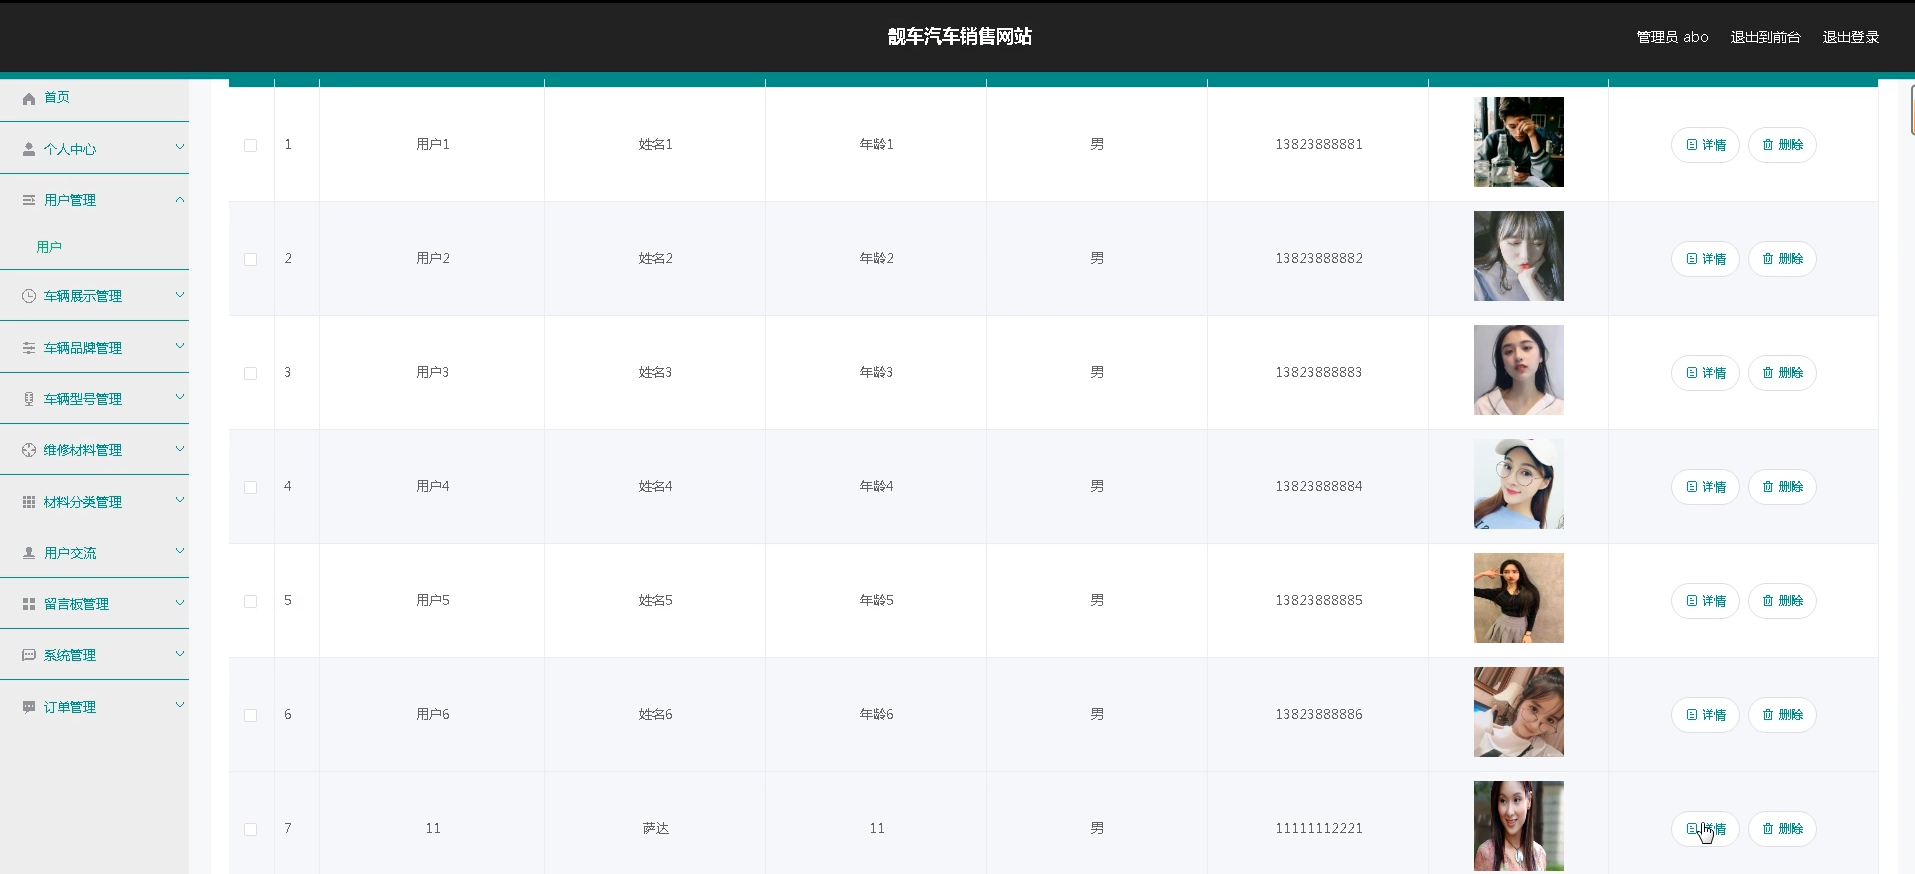 靓车汽车销售网站
管理员 abo 退出到前台 退出登录
首页
个人中心
用户管理
用户
车辆展示管理
车辆品牌管理
车辆型号管理
维修材料管理
材料分类管理
用户交流
留言板管理
系统管理
订单管理
1 用户1 姓名1 年龄1 男 13823888881 详情 删除
2 用户2 姓名2 年龄2 男 13823888882 详情 删除
3 用户3 姓名3 年龄3 男 13823888883 详情 删除
4 用户4 姓名4 年龄4 男 13823888884 详情 删除
5 用户5 姓名5 年龄5 男 13823888885 详情 删除
6 用户6 姓名6 年龄6 男 13823888886 详情 删除
7 11 萨达 11 男 11111112221 详情 删除